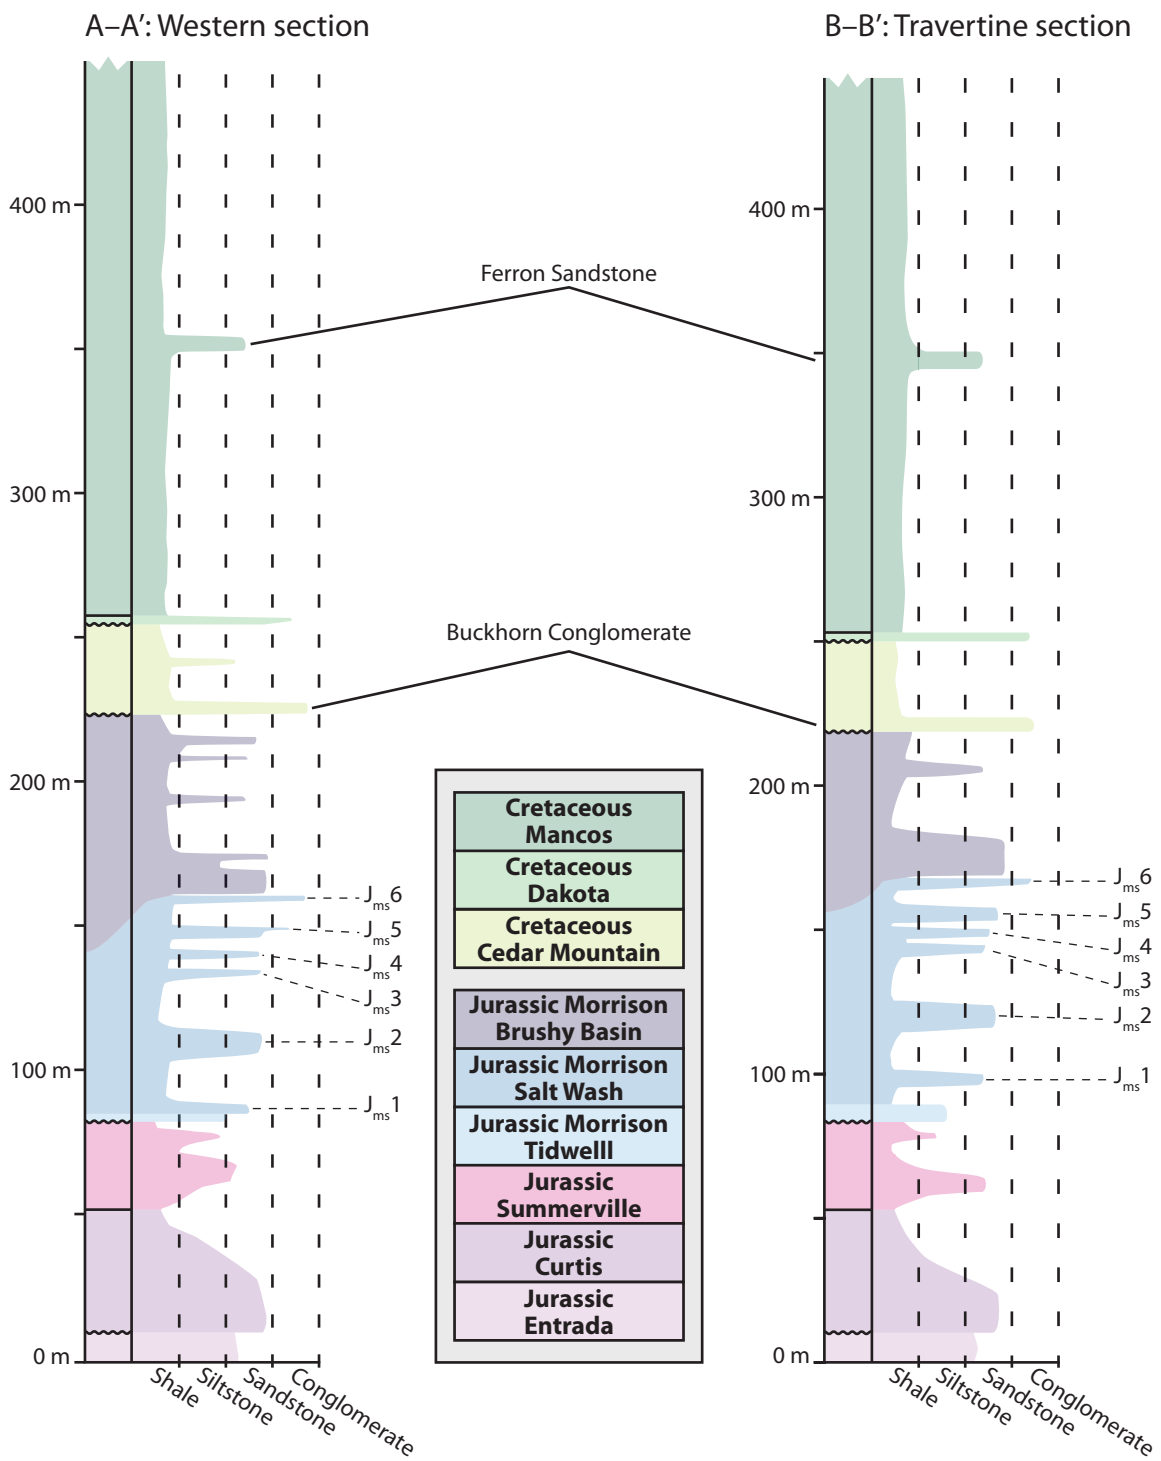 A–A’: Western section
B–B’: Travertine section
400 m
300 m
200 m
100 m
0 m
Shale
Siltstone
Sandstone
Conglomerate
Jms6
Jms5
Jms4
Jms3
Jms2
Jms1
Ferron Sandstone
Buckhorn Conglomerate
Cretaceous
Mancos
Cretaceous
Dakota
Cretaceous
Cedar Mountain
Jurassic Morrison
Brushy Basin
Jurassic Morrison
Salt Wash
Jurassic Morrison
Tidwelll
Jurassic
Summerville
Jurassic
Curtis
Jurassic
Entrada
400 m
300 m
200 m
100 m
0 m
Shale
Siltstone
Sandstone
Conglomerate
Jms6
Jms5
Jms4
Jms3
Jms2
Jms1